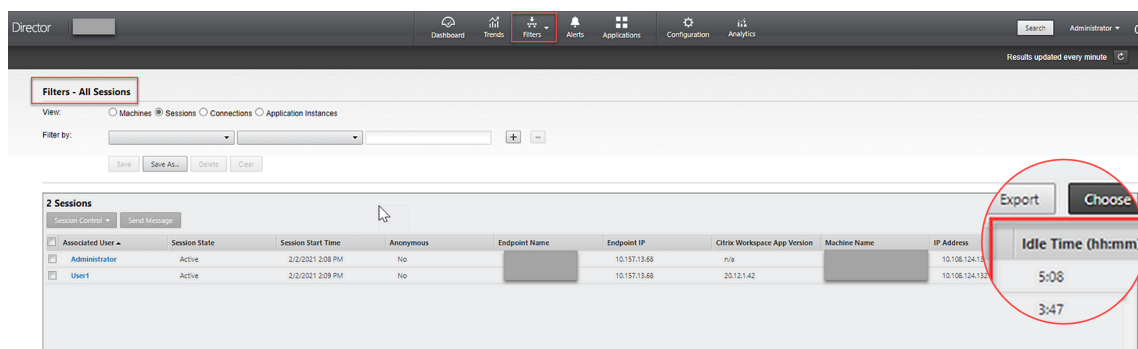 Director
Dashboard Trends Filters Alerts Applications Configuration Analytics Search Administrator
Results updated every minute
Filters - All Sessions
View: Machines Sessions Connections Application Instances
Filter by: + −
Save Save As... Delete Clear
2 Sessions
Export Choose
Session Control Send Message
Associated User Session State Session Start Time Anonymous Endpoint Name Endpoint IP Citrix Workspace App Version Machine Name IP Address Idle Time (hh:mm)
Administrator Active 2/2/2021 2:08 PM No 10.157.13.68 n/a 5:08
User1 Active 2/2/2021 2:09 PM No 10.157.13.68 20.12.1.42 10.108.124.132 3:47